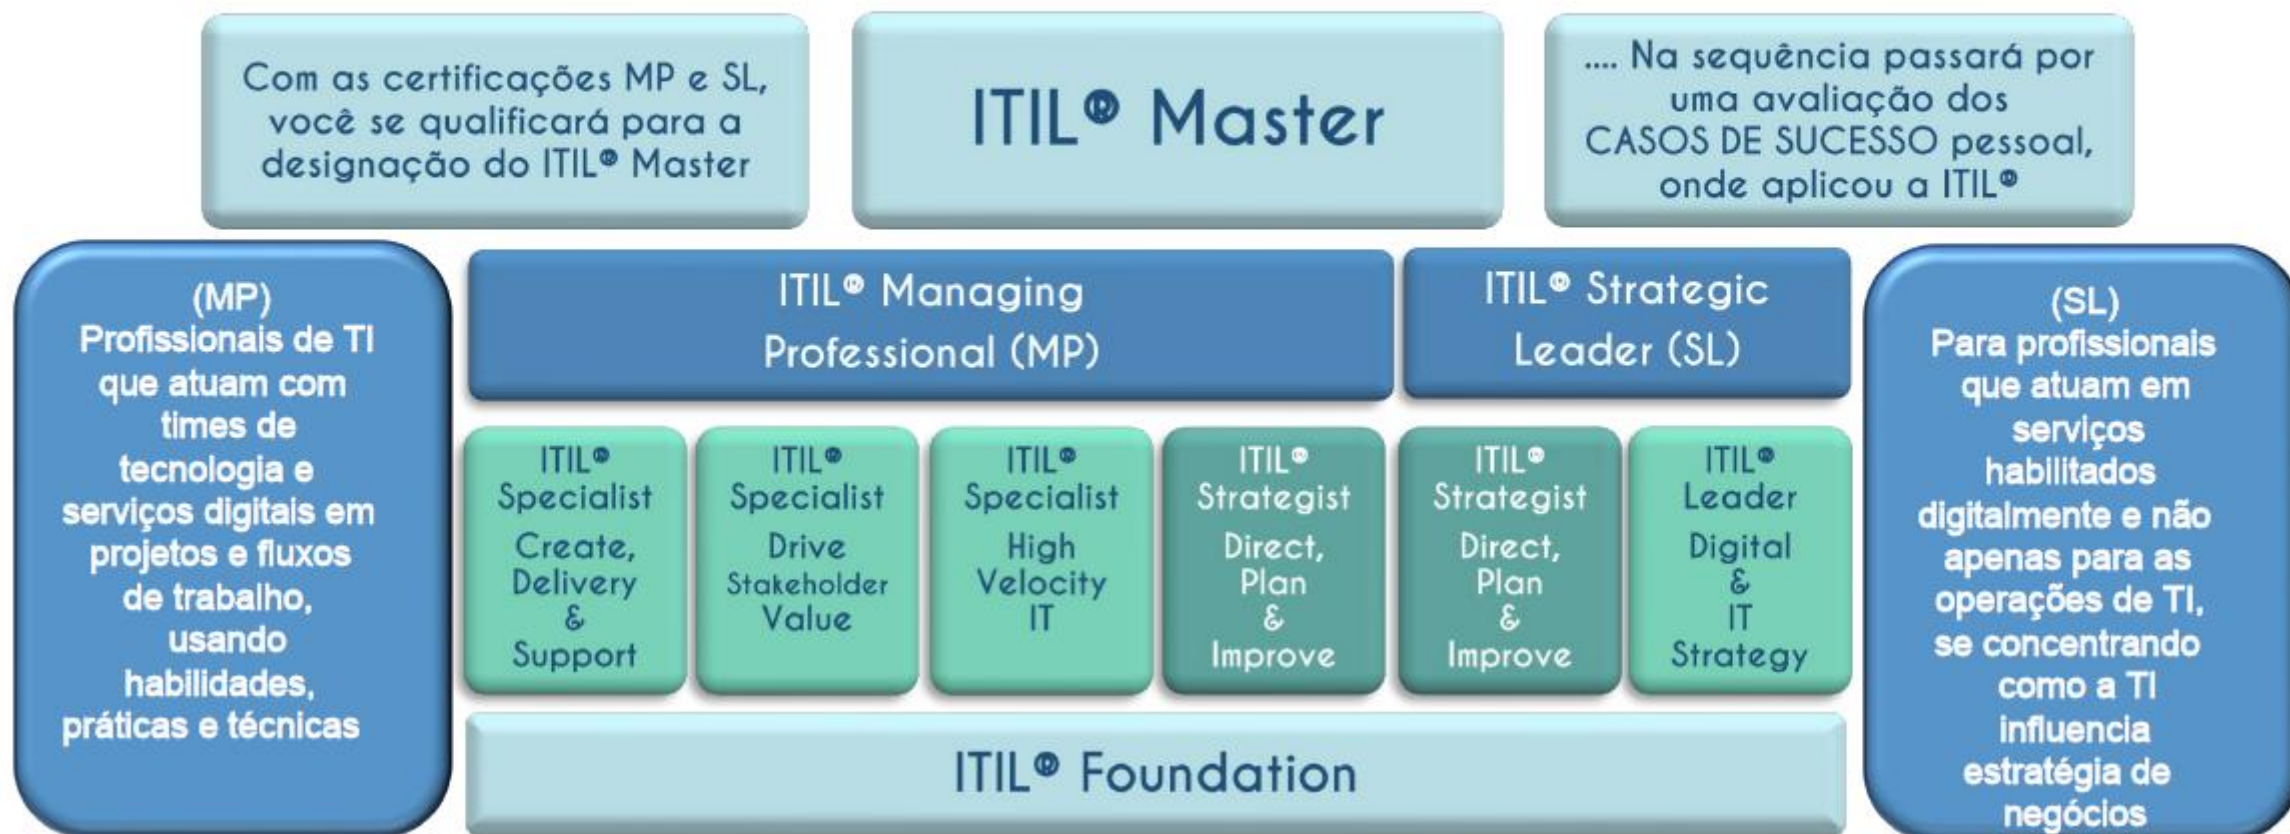 Com as certificações MP e SL,
você se qualificará para a
designação do ITIL® Master
ITIL® Master
.... Na sequência passará por
uma avaliação dos
CASOS DE SUCESSO pessoal,
onde aplicou a ITIL®
(MP)
Profissionais de TI
que atuam com
times de
tecnologia e
serviços digitais em
projetos e fluxos
de trabalho,
usando
habilidades,
práticas e técnicas
ITIL® Managing
Professional (MP)
ITIL® Strategic
Leader (SL)
ITIL®
Specialist
Create,
Delivery
&
Support
ITIL®
Specialist
Drive
Stakeholder
Value
ITIL®
Specialist
High
Velocity
IT
ITIL®
Strategist
Direct,
Plan
&
Improve
ITIL®
Strategist
Direct,
Plan
&
Improve
ITIL®
Leader
Digital
&
IT
Strategy
(SL)
Para profissionais
que atuam em
serviços
habilitados
digitalmente e não
apenas para as
operações de TI,
se concentrando
como a TI
influencia
estratégia de
negócios
ITIL® Foundation